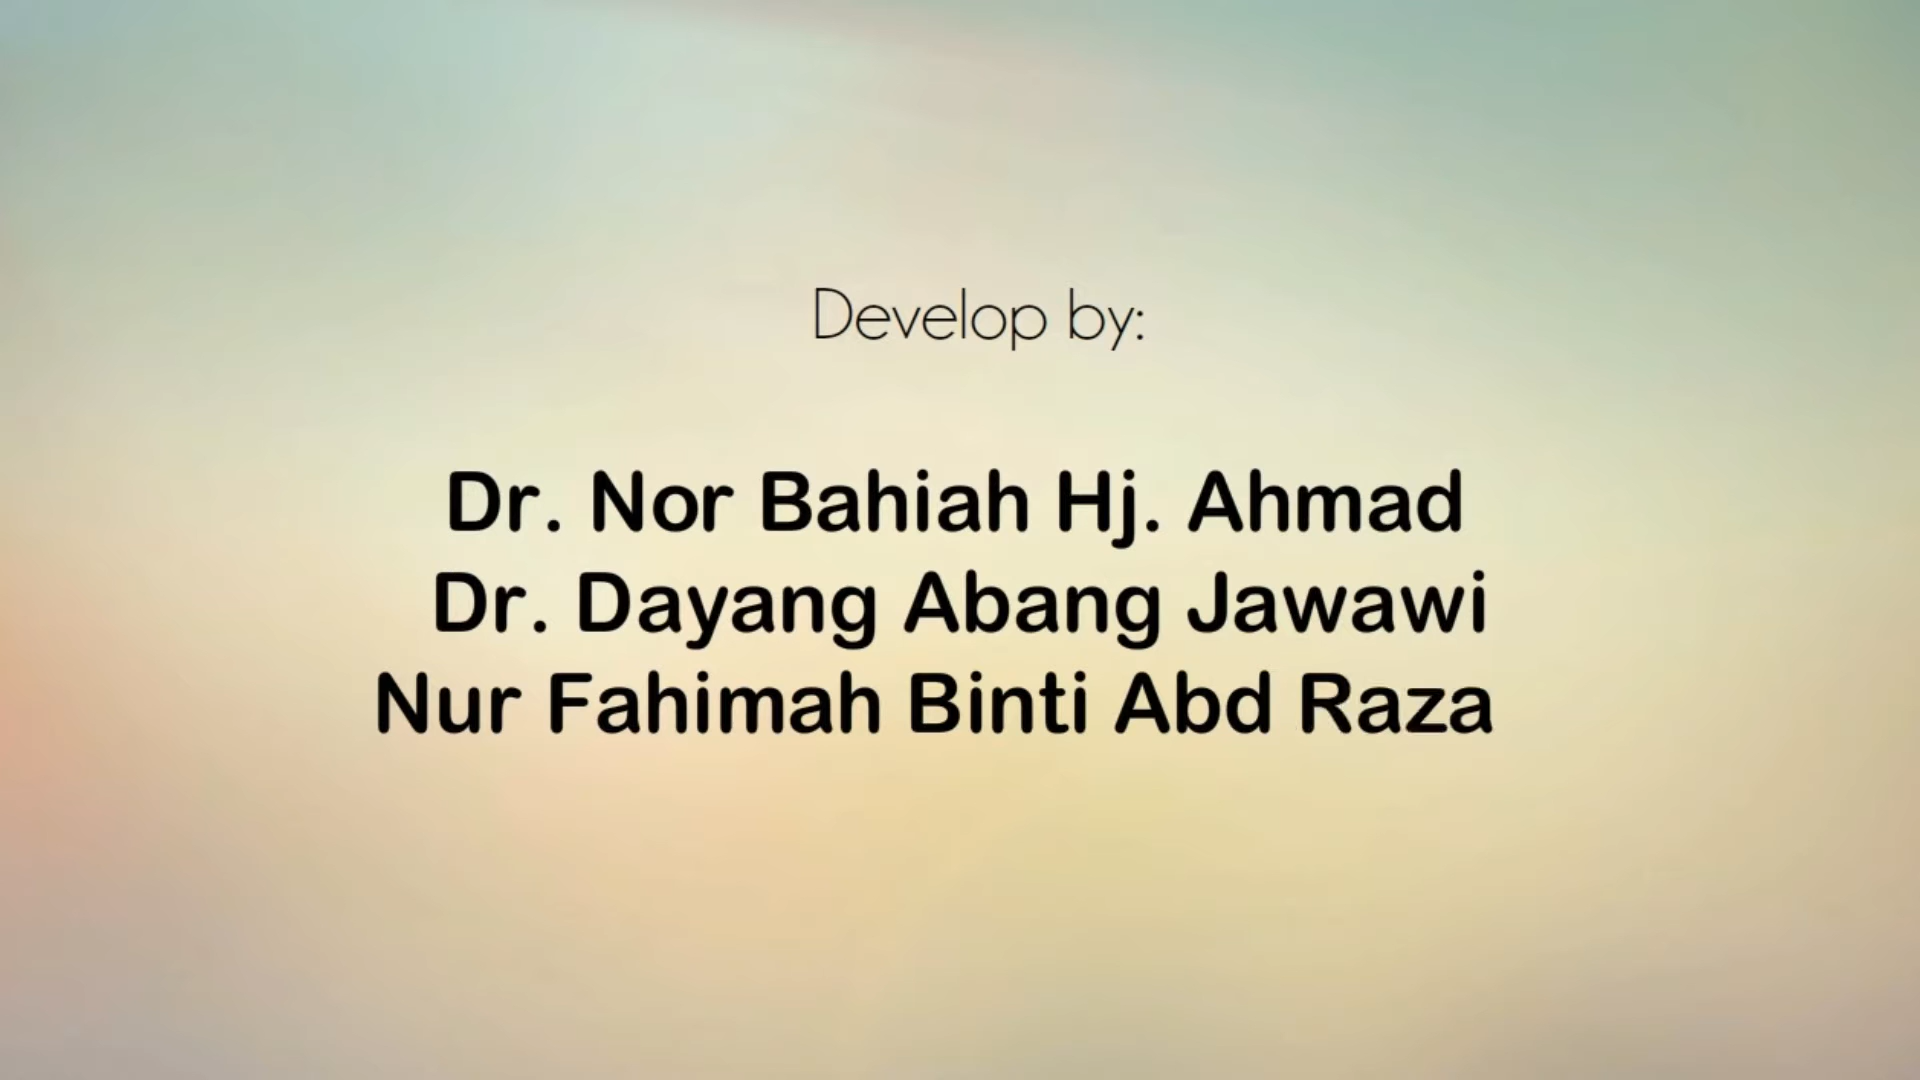 Develop by:
Dr. Nor Bahiah Hj. Ahmad
Dr. Dayang Abang Jawawi
Nur Fahimah Binti Abd Raza